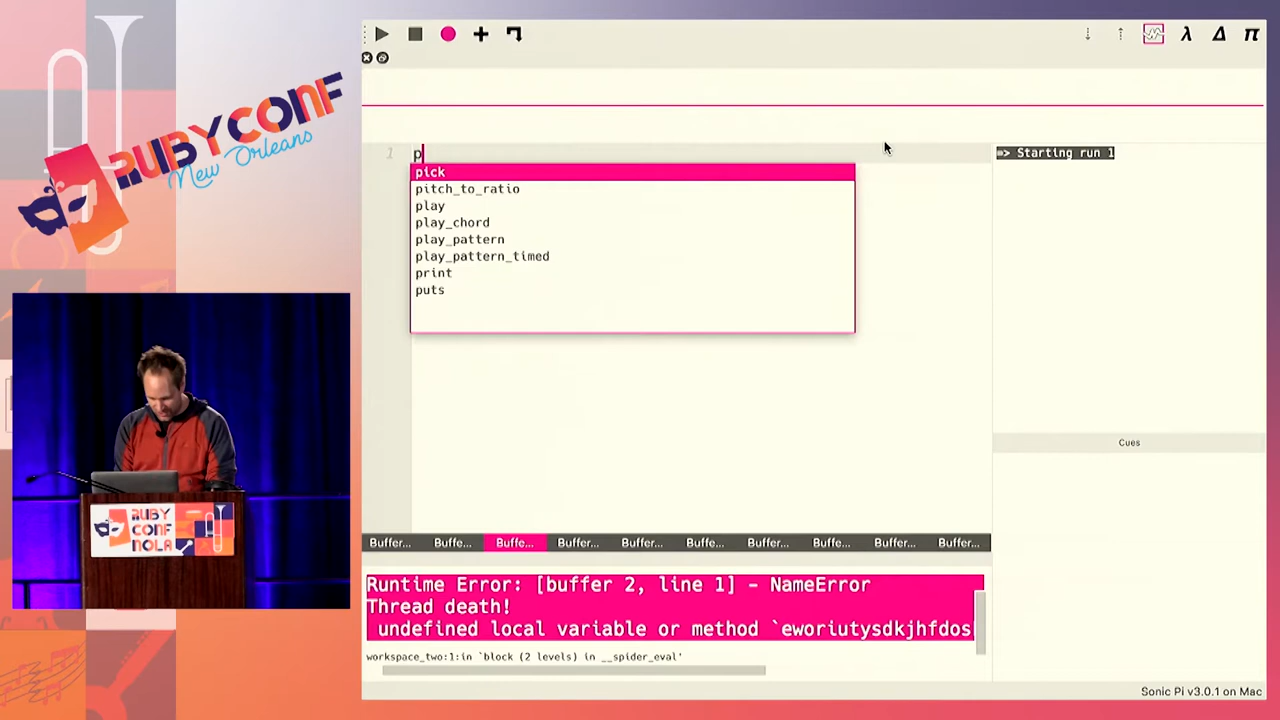 RUBYCONF
New Orleans
RUBY
CONF
NOLA
λ Δ π
1 p
pick
pitch_to_ratio
play
play_chord
play_pattern
play_pattern_timed
print
puts
=> Starting run 1
Cues
Buffer... Buffe... Buffe... Buffer... Buffer... Buffe... Buffer... Buffe... Buffer... Buffer...
Runtime Error: [buffer 2, line 1] - NameError
Thread death!
undefined local variable or method `eworiutysdkjhfdos
workspace_two:1:in `block (2 levels) in __spider_eval'
Sonic Pi v3.0.1 on Mac